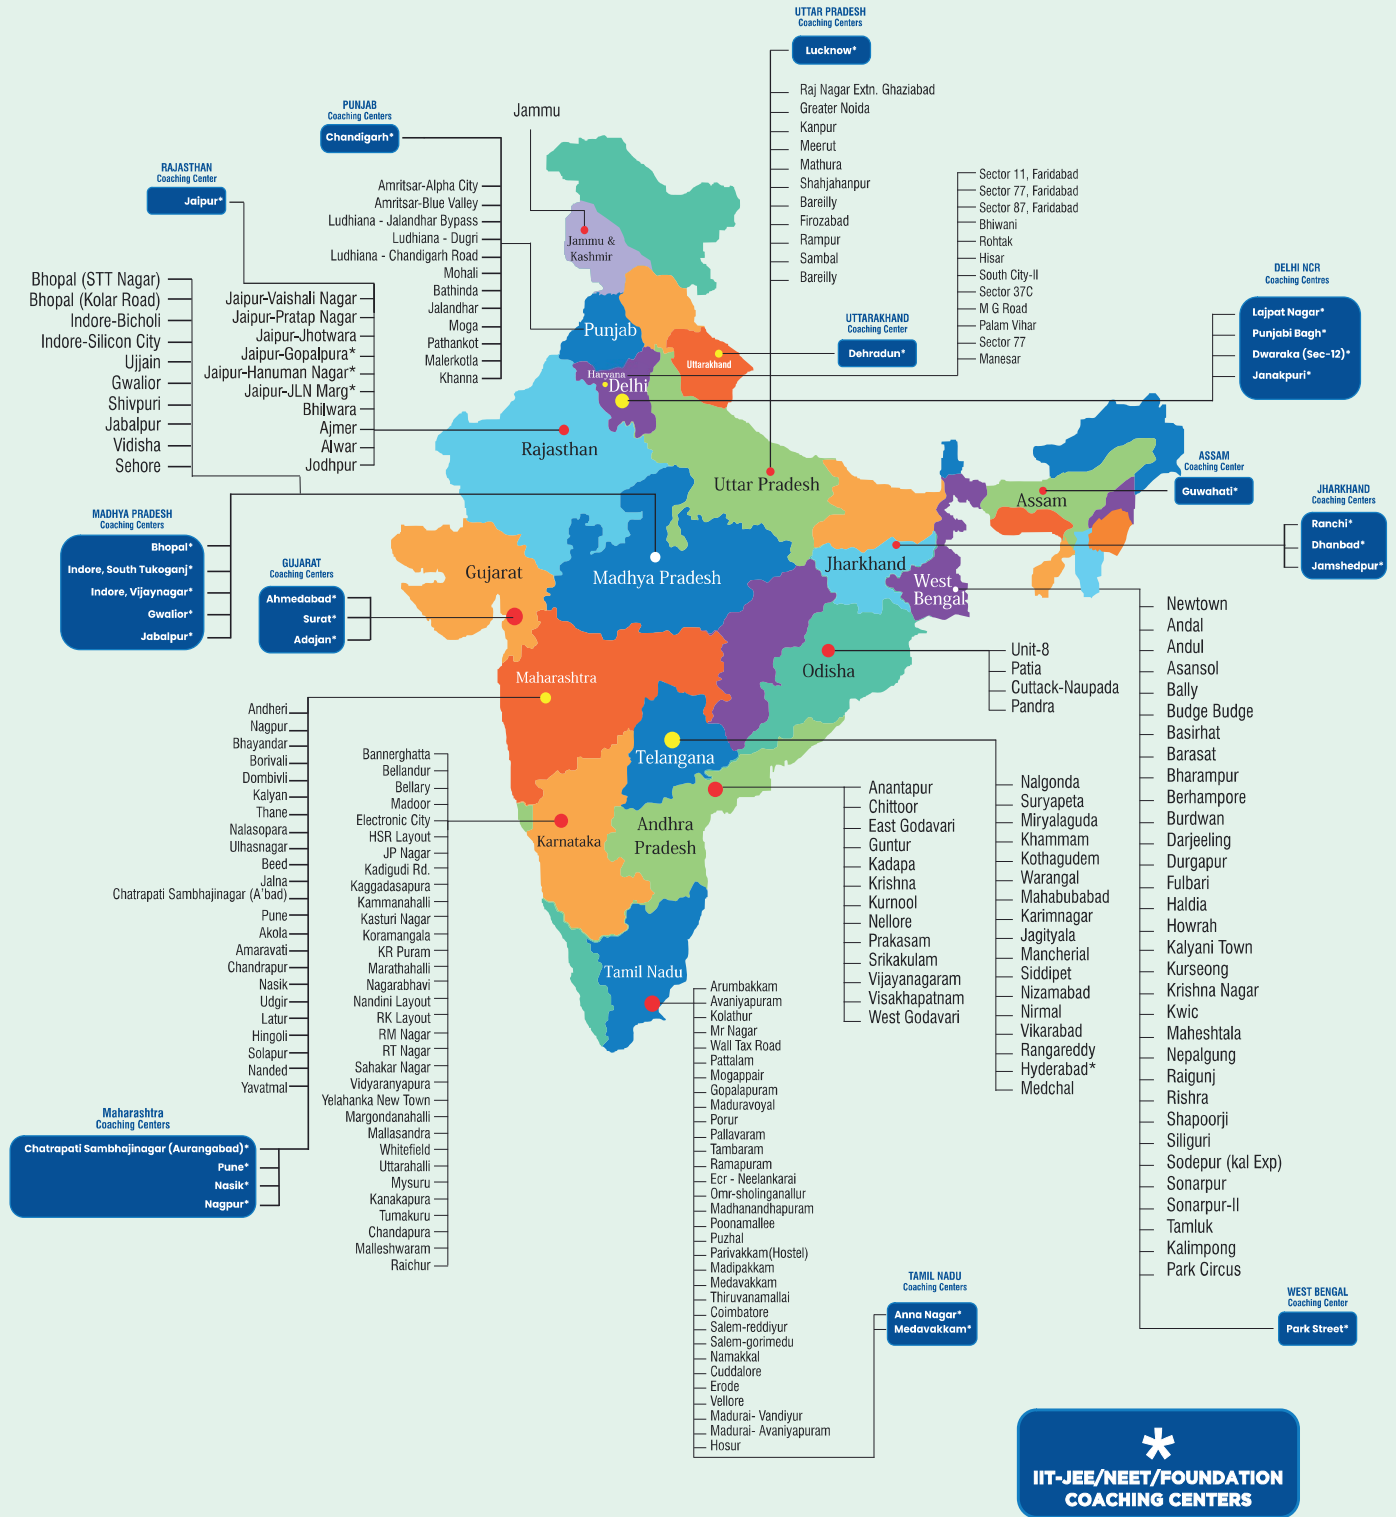 UTTAR PRADESH
Coaching Centers
Lucknow*
Raj Nagar Extn. Ghaziabad
Greater Noida
Kanpur
Meerut
Mathura
Shahjahanpur
Bareilly
Firozabad
Rampur
Sambal
Bareilly
PUNJAB
Coaching Centers
Chandigarh*
Amritsar-Alpha City
Amritsar-Blue Valley
Ludhiana - Jalandhar Bypass
Ludhiana - Dugri
Ludhiana - Chandigarh Road
Mohali
Bathinda
Jalandhar
Moga
Pathankot
Malerkotla
Khanna
Jammu
RAJASTHAN
Coaching Center
Jaipur*
Jaipur-Vaishali Nagar
Jaipur-Pratap Nagar
Jaipur-Jhotwara
Jaipur-Gopalpura*
Jaipur-Hanuman Nagar*
Jaipur-JLN Marg*
Bhilwara
Ajmer
Alwar
Jodhpur
Bhopal (STT Nagar)
Bhopal (Kolar Road)
Indore-Bicholi
Indore-Silicon City
Ujjain
Gwalior
Shivpuri
Jabalpur
Vidisha
Sehore
Sector 11, Faridabad
Sector 77, Faridabad
Sector 87, Faridabad
Bhiwani
Rohtak
Hisar
South City-II
Sector 37C
M G Road
Palam Vihar
Sector 77
Manesar
DELHI NCR
Coaching Centres
Lajpat Nagar*
Punjabi Bagh*
Dwaraka (Sec-12)*
Janakpuri*
UTTARAKHAND
Coaching Center
Dehradun*
Jammu &
Kashmir
Punjab
Uttarakhand
Haryana
Delhi
Rajasthan
Uttar Pradesh
Assam
Gujarat
Madhya Pradesh
Jharkhand
West
Bengal
Odisha
Maharashtra
Telangana
Andhra
Pradesh
Karnataka
Tamil Nadu
ASSAM
Coaching Center
Guwahati*
JHARKHAND
Coaching Centers
Ranchi*
Dhanbad*
Jamshedpur*
MADHYA PRADESH
Coaching Centers
Bhopal*
Indore, South Tukoganj*
Indore, Vijaynagar*
Gwalior*
Jabalpur*
GUJARAT
Coaching Centers
Ahmedabad*
Surat*
Adajan*
Unit-8
Patia
Cuttack-Naupada
Pandra
Newtown
Andal
Andul
Asansol
Bally
Budge Budge
Basirhat
Barasat
Bharampur
Berhampore
Burdwan
Darjeeling
Durgapur
Fulbari
Haldia
Howrah
Kalyani Town
Kurseong
Krishna Nagar
Kwic
Maheshtala
Nepalgung
Raigunj
Rishra
Shapoorji
Siliguri
Sodepur (kal Exp)
Sonarpur
Sonarpur-II
Tamluk
Kalimpong
Park Circus
WEST BENGAL
Coaching Center
Park Street*
Andheri
Nagpur
Bhayandar
Borivali
Dombivli
Kalyan
Thane
Nalasopara
Ulhasnagar
Beed
Jalna
Chatrapati Sambhajinagar (A'bad)
Pune
Akola
Amaravati
Chandrapur
Nasik
Udgir
Latur
Hingoli
Solapur
Nanded
Yavatmal
Maharashtra
Coaching Centers
Chatrapati Sambhajinagar (Aurangabad)*
Pune*
Nasik*
Nagpur*
Bannerghatta
Bellandur
Bellary
Madoor
Electronic City
HSR Layout
JP Nagar
Kadigudi Rd.
Kaggadasapura
Kammanahalli
Kasturi Nagar
Koramangala
KR Puram
Marathahalli
Nagarabhavi
Nandini Layout
RK Layout
RM Nagar
RT Nagar
Sahakar Nagar
Vidyaranyapura
Yelahanka New Town
Margondanahalli
Mallasandra
Whitefield
Uttarahalli
Mysuru
Kanakapura
Tumakuru
Chandapura
Malleshwaram
Raichur
Anantapur
Chittoor
East Godavari
Guntur
Kadapa
Krishna
Kurnool
Nellore
Prakasam
Srikakulam
Vijayanagaram
Visakhapatnam
West Godavari
Nalgonda
Suryapeta
Miryalaguda
Khammam
Kothagudem
Warangal
Mahabubabad
Karimnagar
Jagityala
Mancherial
Siddipet
Nizamabad
Nirmal
Vikarabad
Rangareddy
Hyderabad*
Medchal
Arumbakkam
Avaniyapuram
Kolathur
Mr Nagar
Wall Tax Road
Pattalam
Mogappair
Gopalapuram
Maduravoyal
Porur
Pallavaram
Tambaram
Ramapuram
Ecr - Neelankarai
Omr-sholinganallur
Madhanandhapuram
Poonamallee
Puzhal
Parivakkam(Hostel)
Madipakkam
Medavakkam
Thiruvanamallai
Coimbatore
Salem-reddiyur
Salem-gorimedu
Namakkal
Cuddalore
Erode
Vellore
Madurai- Vandiyur
Madurai- Avaniyapuram
Hosur
TAMIL NADU
Coaching Centers
Anna Nagar*
Medavakkam*
*
IIT-JEE/NEET/FOUNDATION
COACHING CENTERS